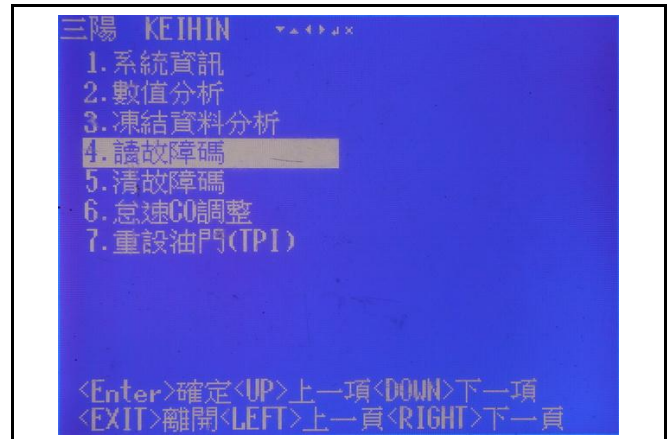 三陽 KEIHIN ▼▲◀▶↲×
1.系統資訊
2.數值分析
3.凍結資料分析
4.讀故障碼
5.清故障碼
6.怠速CO調整
7.重設油門(TPI)
<Enter>確定<UP>上一項<DOWN>下一項
<EXIT>離開<LEFT>上一頁<RIGHT>下一頁